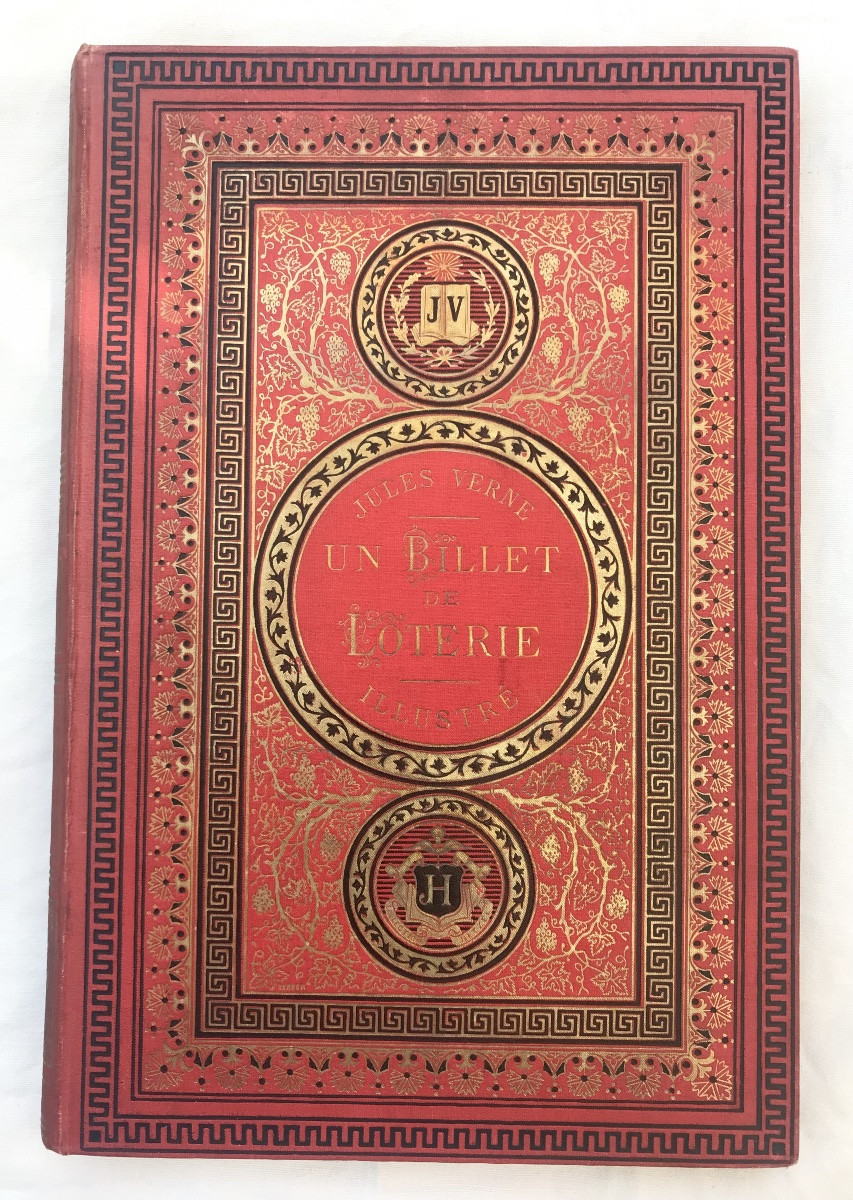 JV
JULES VERNE
UN BILLET
DE
LOTERIE
ILLUSTRÉ
JH